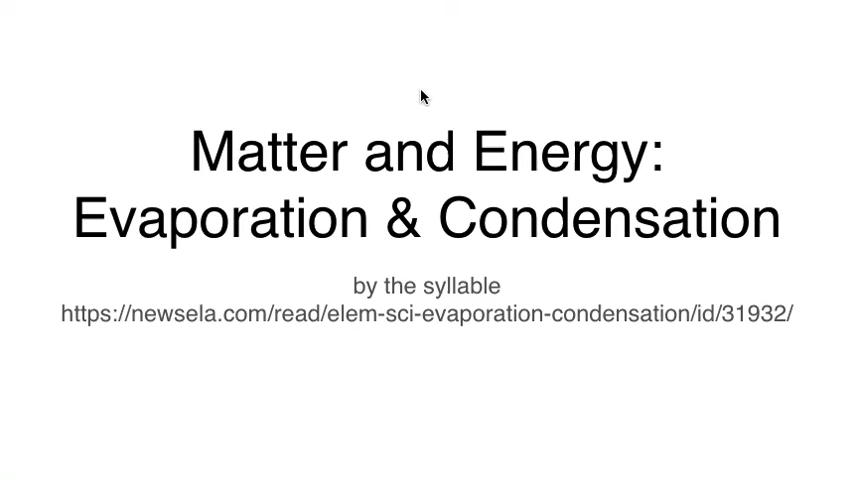 Matter and Energy:
Evaporation & Condensation
by the syllable
https://newsela.com/read/elem-sci-evaporation-condensation/id/31932/